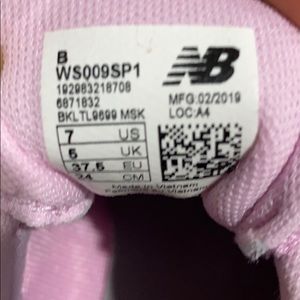 B
WS009SP1
192983218708
6871832
BKLTL9699 MSK
7 US
5 UK
37.5 EU
24 CM
Made in Vietnam
NB
MFG:02/2019
LOC:A4